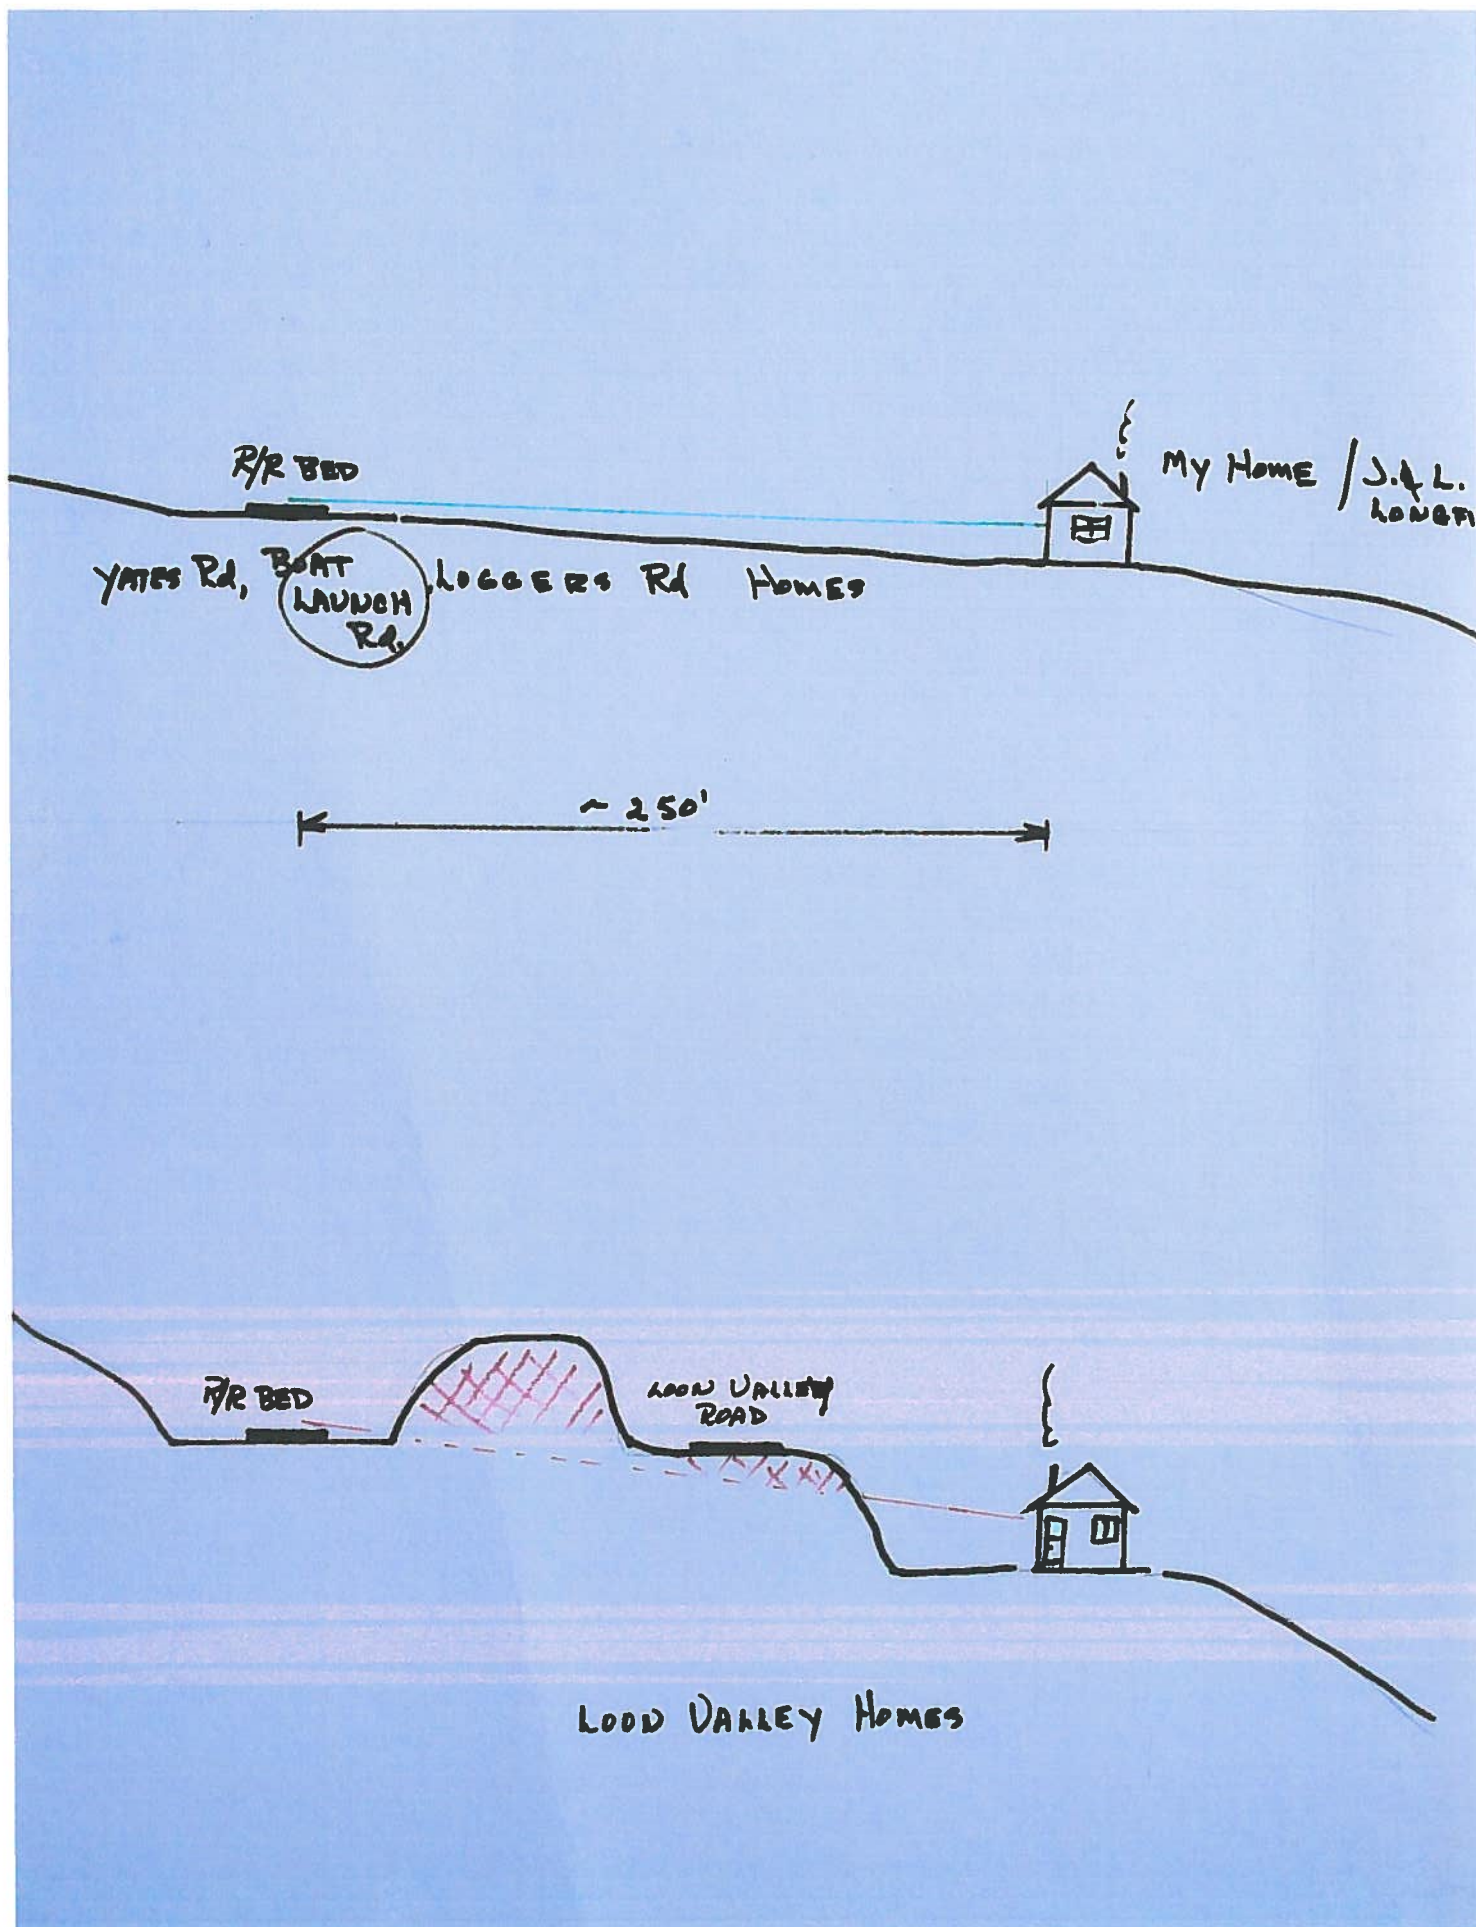 R/R BED
My Home / J. & L.
YATES Rd, BOAT LAUNCH Rd, LOGGERS Rd HOMES
~ 250'
R/R BED
LOON VALLEY
ROAD
LOON VALLEY HOMES